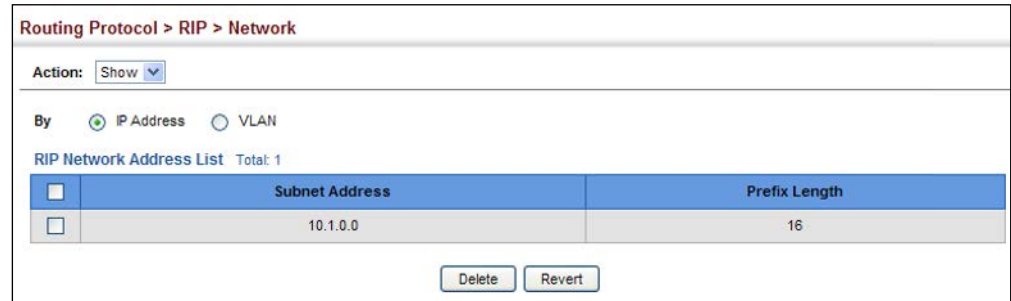 Routing Protocol > RIP > Network
Action: Show
By IP Address VLAN
RIP Network Address List Total: 1
Subnet Address Prefix Length
10.1.0.0 16
Delete Revert